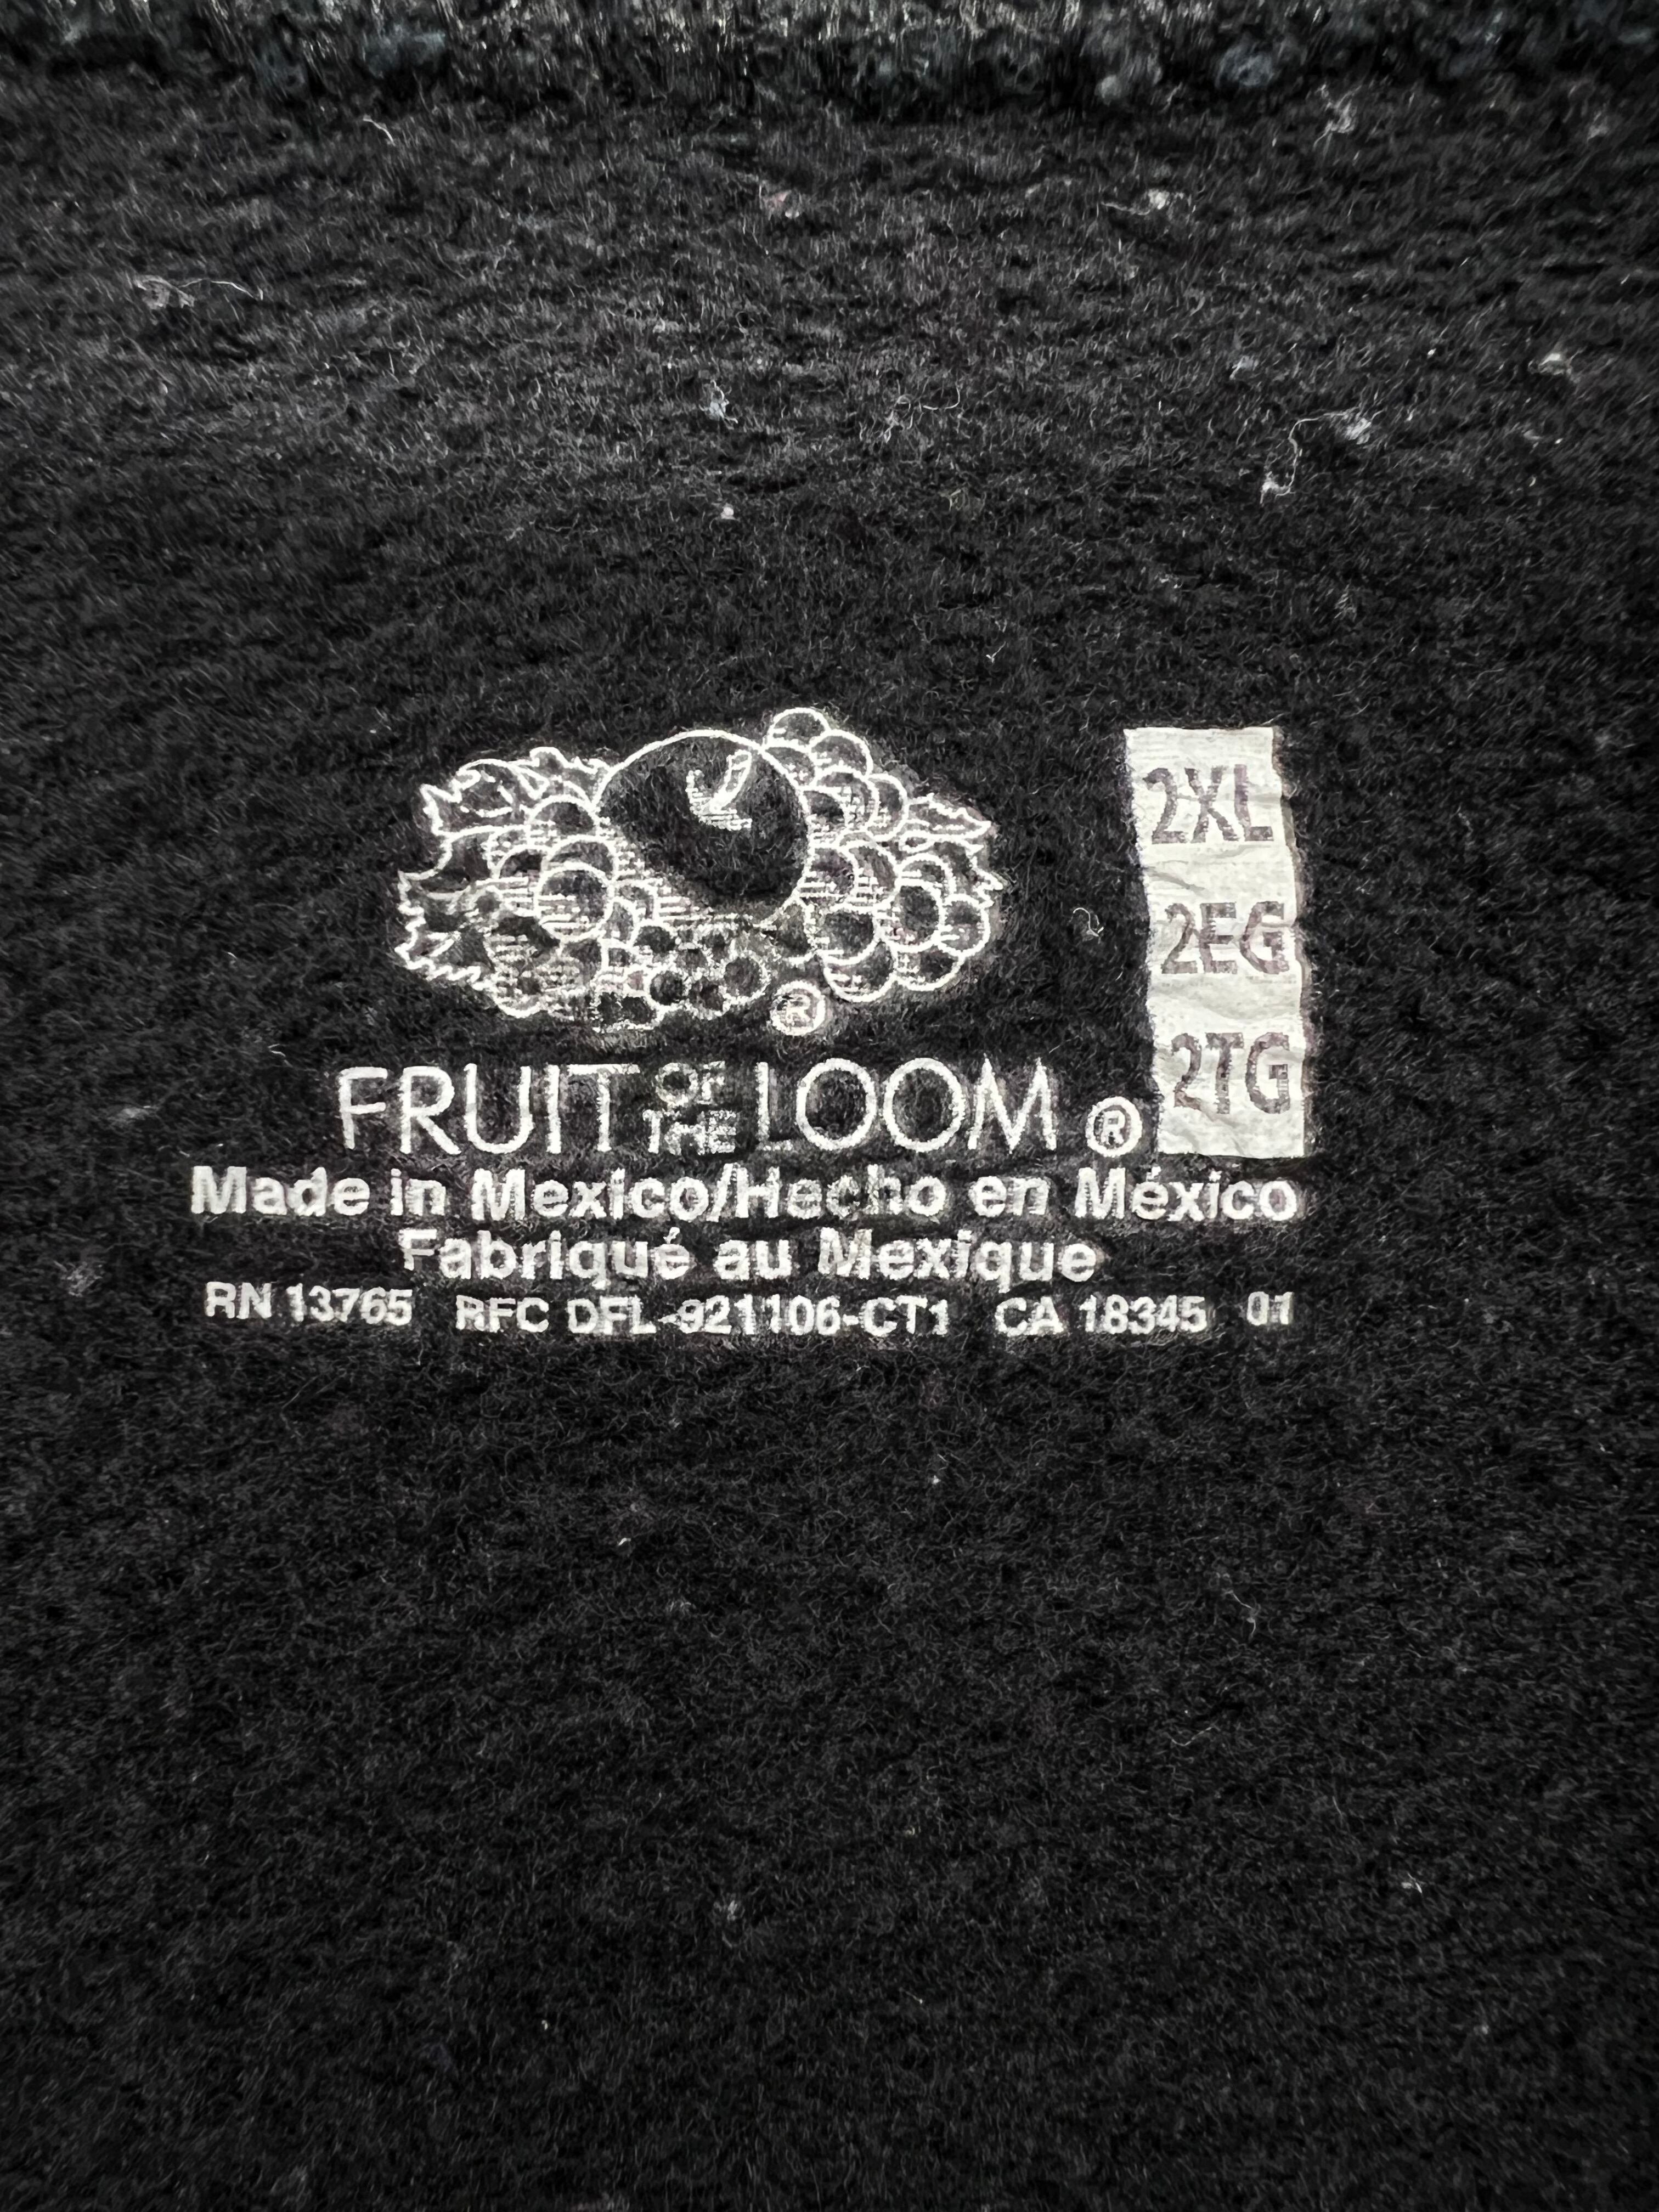 ®
FRUIT OF THE LOOM ®
2XL
2EG
2TG
Made in Mexico/Hecho en México
Fabriqué au Mexique
RN 13765 RFC DFL-921106-CT1 CA 18345 01